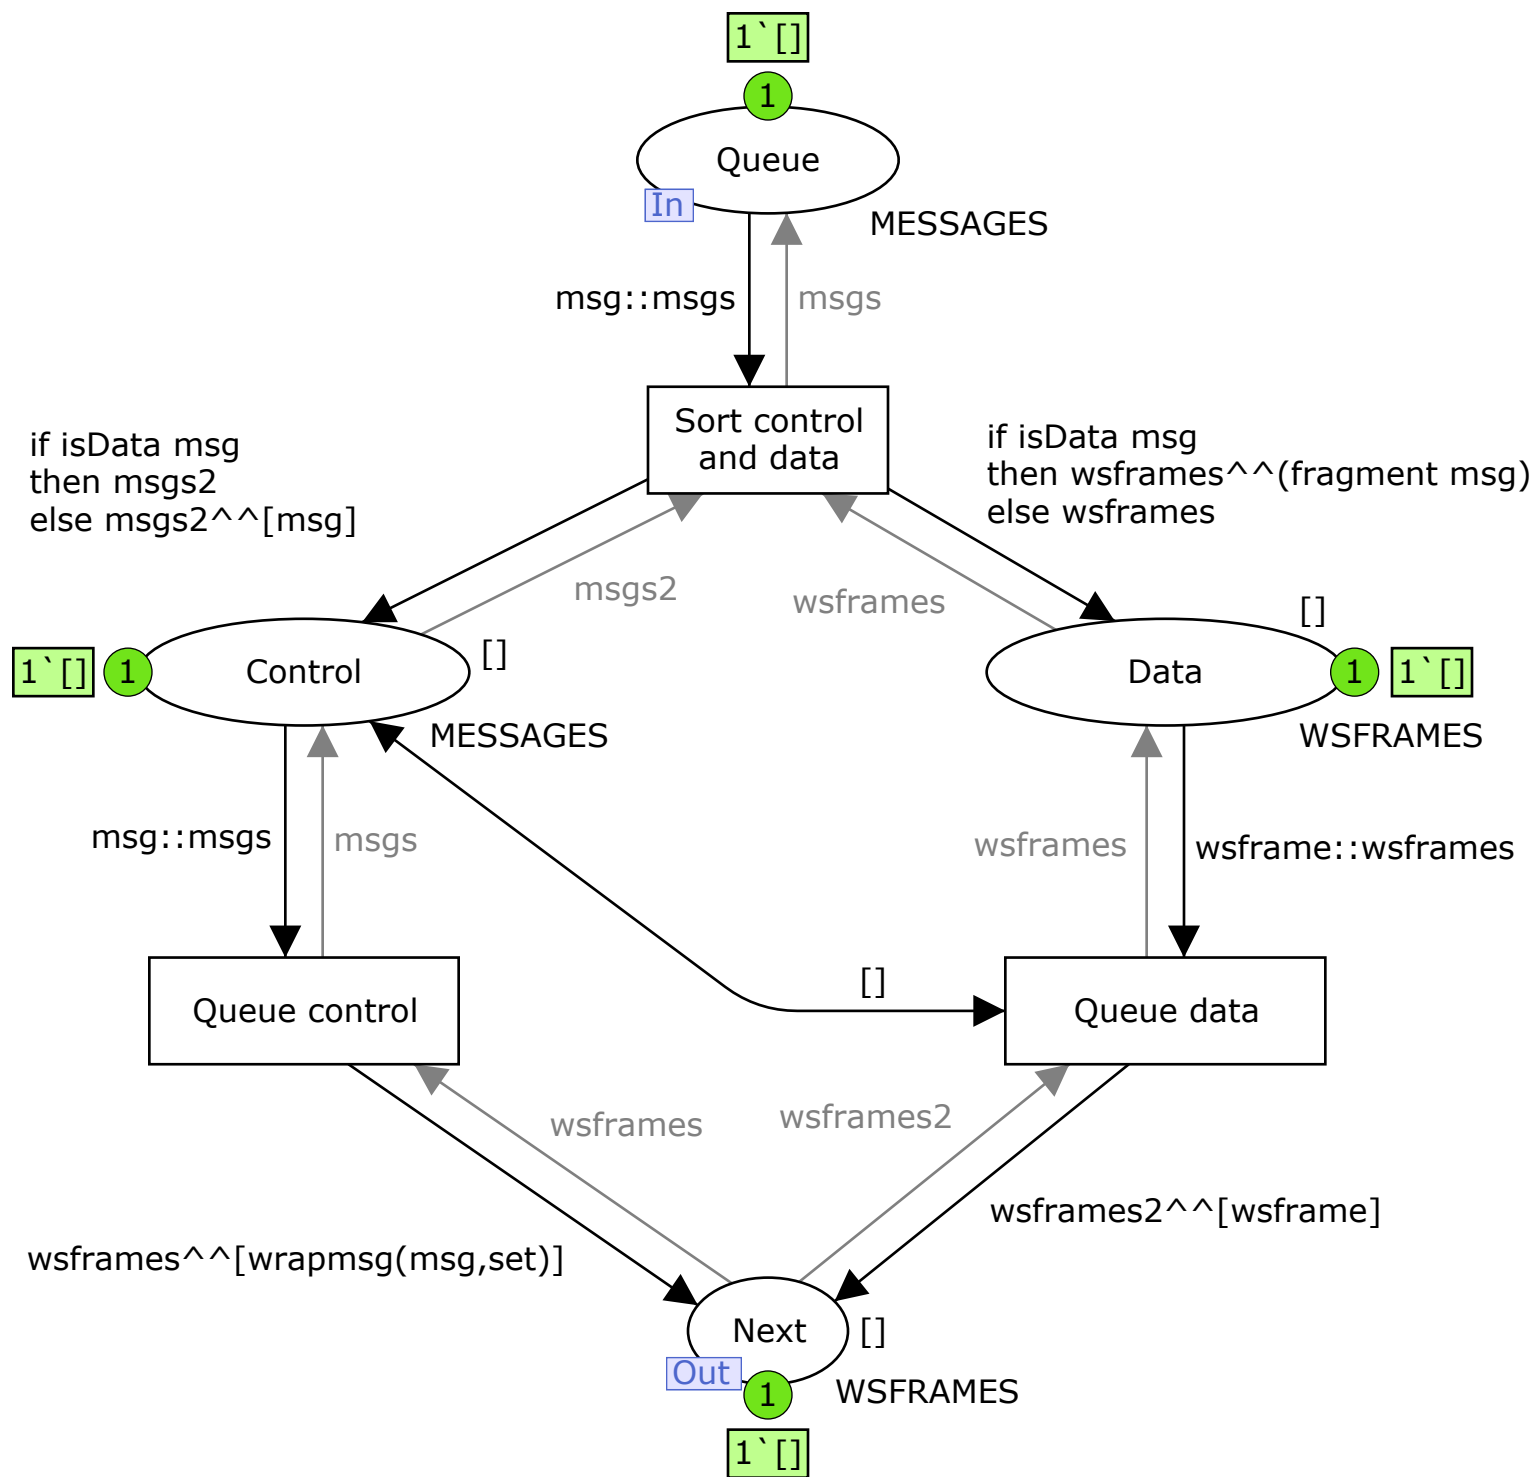 1`[]
1
Queue
In
MESSAGES
msg::msgs
msgs
Sort control
and data
if isData msg
then msgs2
else msgs2^^[msg]
if isData msg
then wsframes^^(fragment msg)
else wsframes
msgs2
wsframes
[]
[]
1`[]
1
Control
Data
1
1`[]
MESSAGES
WSFRAMES
msg::msgs
msgs
wsframes
wsframe::wsframes
[]
Queue control
Queue data
wsframes
wsframes2
wsframes2^^[wsframe]
wsframes^^[wrapmsg(msg,set)]
Next
[]
Out
1
WSFRAMES
1`[]